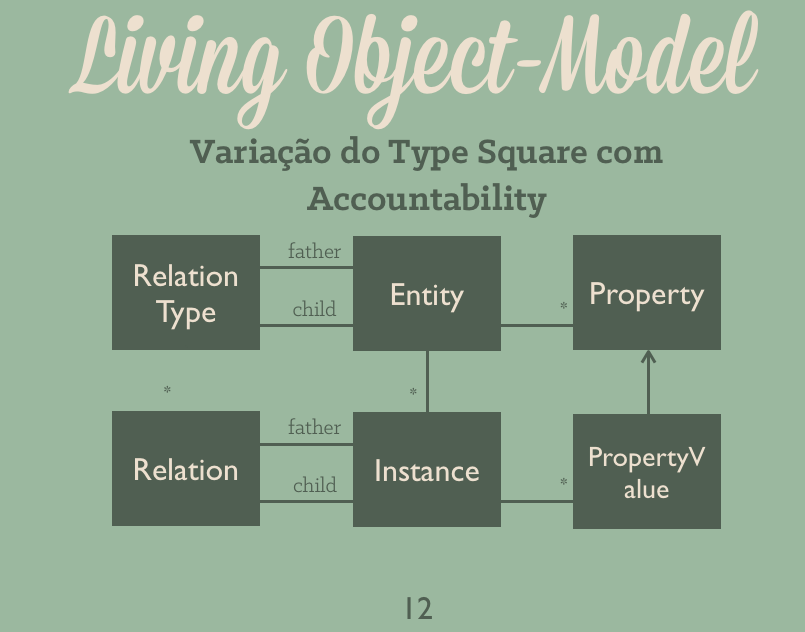 Living Object-Model
Variação do Type Square com
Accountability
Relation
Type
father
child
Entity
*
Property
*
*
Relation
father
child
Instance
*
PropertyV
alue
12